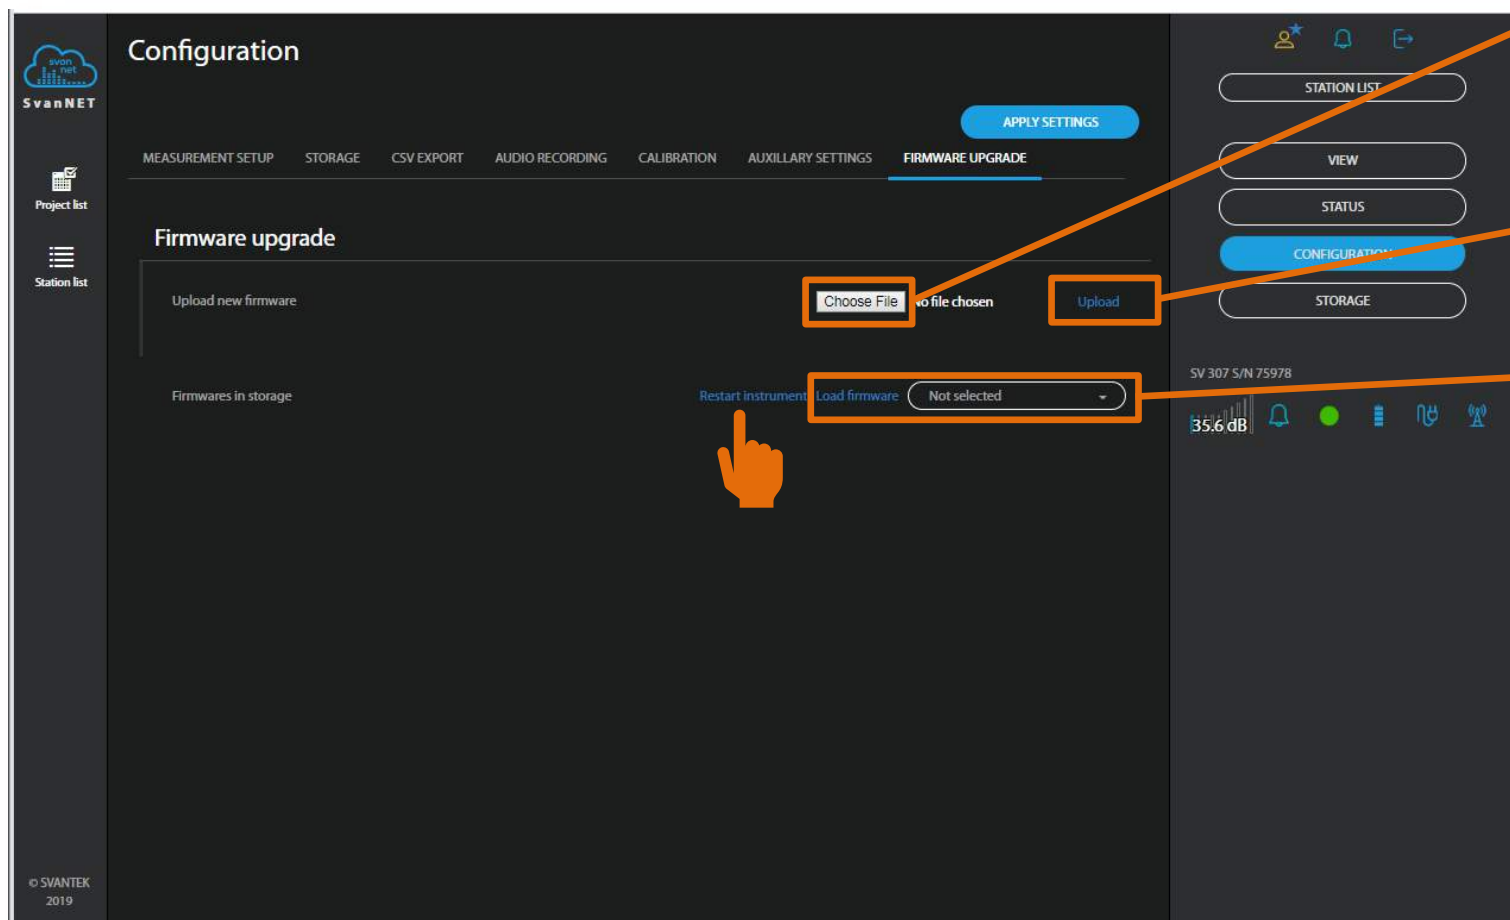 svan
net
SvanNET
Project list
Station list
© SVANTEK
2019
Configuration
APPLY SETTINGS
MEASUREMENT SETUP STORAGE CSV EXPORT AUDIO RECORDING CALIBRATION AUXILLARY SETTINGS FIRMWARE UPGRADE
Firmware upgrade
Upload new firmware Choose File No file chosen Upload
Firmwares in storage Restart instrument Load firmware Not selected
STATION LIST
VIEW
STATUS
CONFIGURATION
STORAGE
SV 307 S/N 75978
35.6 dB